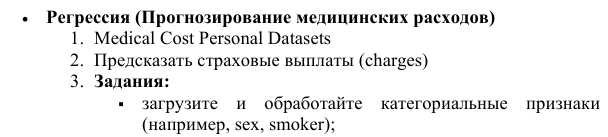 • Регрессия (Прогнозирование медицинских расходов)
1. Medical Cost Personal Datasets
2. Предсказать страховые выплаты (charges)
3. Задания:
▪ загрузите и обработайте категориальные признаки
(например, sex, smoker);